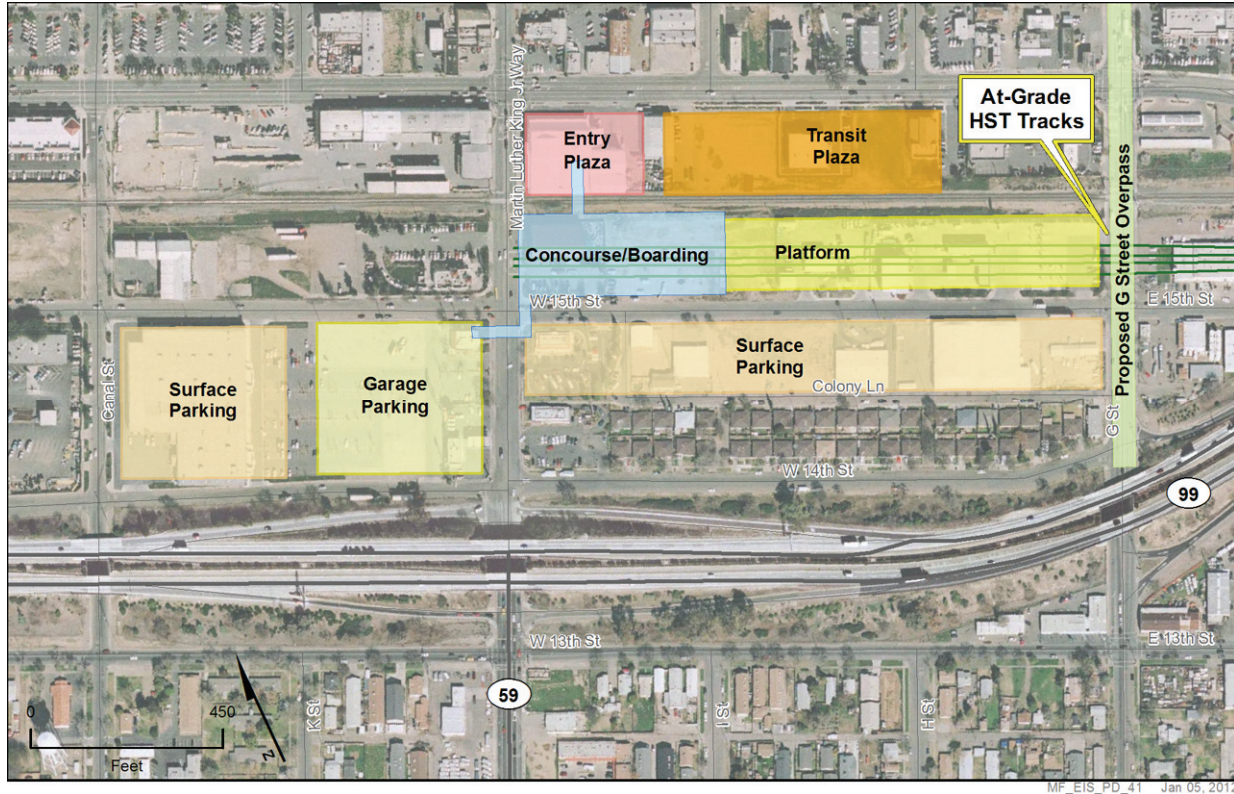 At-Grade
HST Tracks
Entry
Plaza
Transit
Plaza
Martin Luther King Jr Way
Proposed G Street Overpass
Concourse/Boarding
Platform
W 15th St
E 15th St
Canal St
Surface
Parking
Garage
Parking
Surface
Parking
Colony Ln
G St
W 14th St
99
W 13th St
E 13th St
59
K St
I St
H St
0
450
Feet
N
MF_EIS_PD_41 Jan 05, 2012